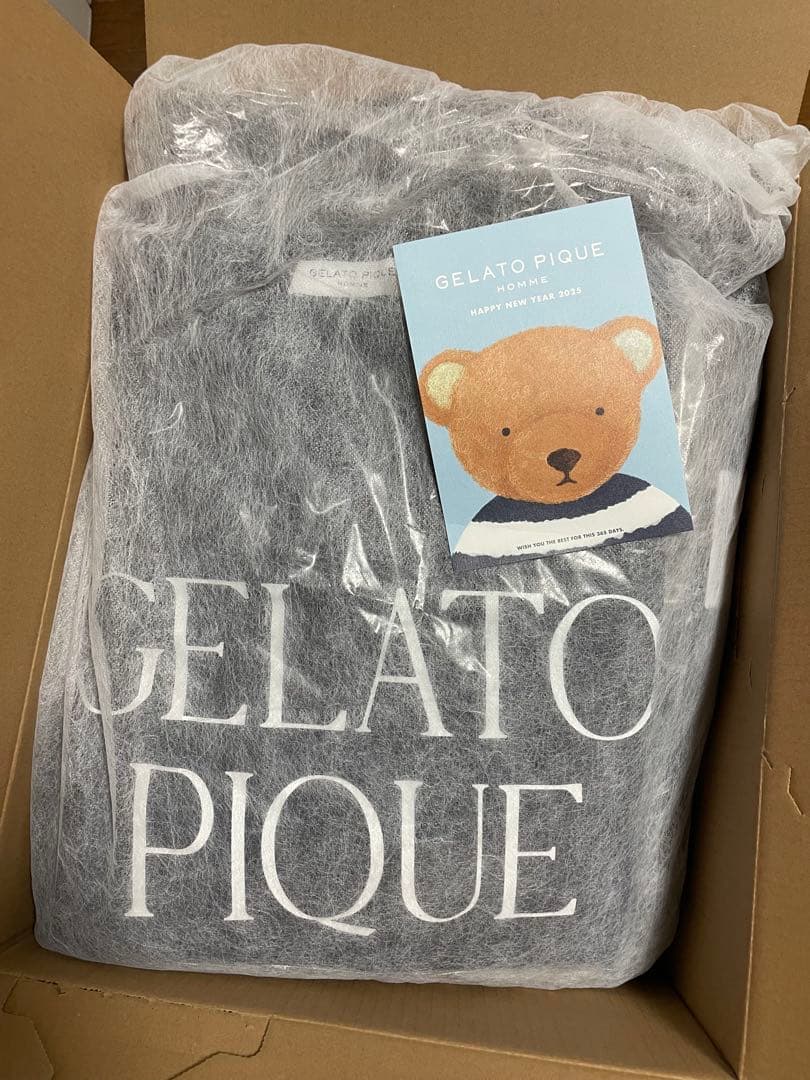 GELATO PIQUE
HOMME
GELATO PIQUE
HOMME
HAPPY NEW YEAR 2025
WISH YOU THE BEST FOR THIS 365 DAYS.
GELATO
PIQUE